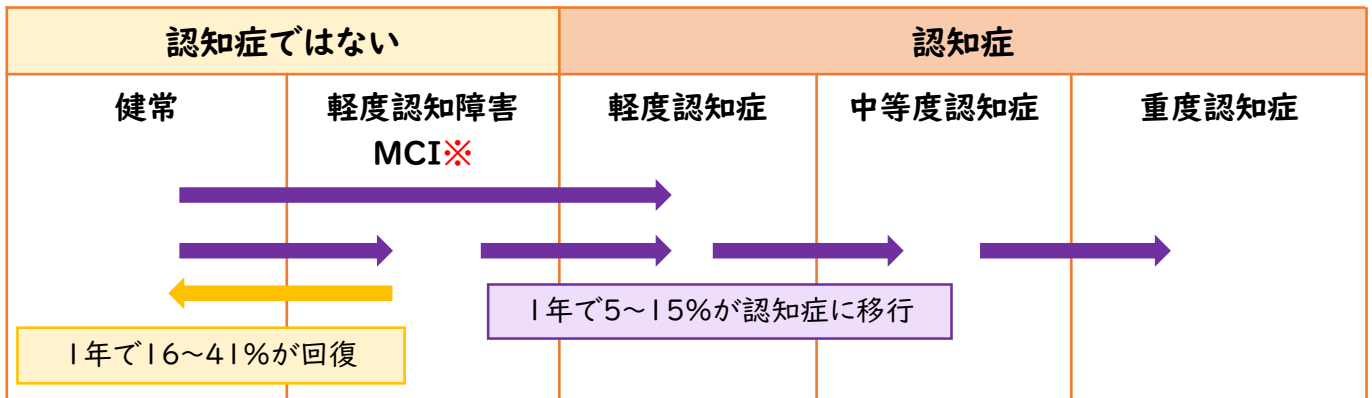 認知症ではない
認知症
健常
軽度認知障害
MCI※
軽度認知症
中等度認知症
重度認知症
1年で5~15%が認知症に移行
1年で16~41%が回復